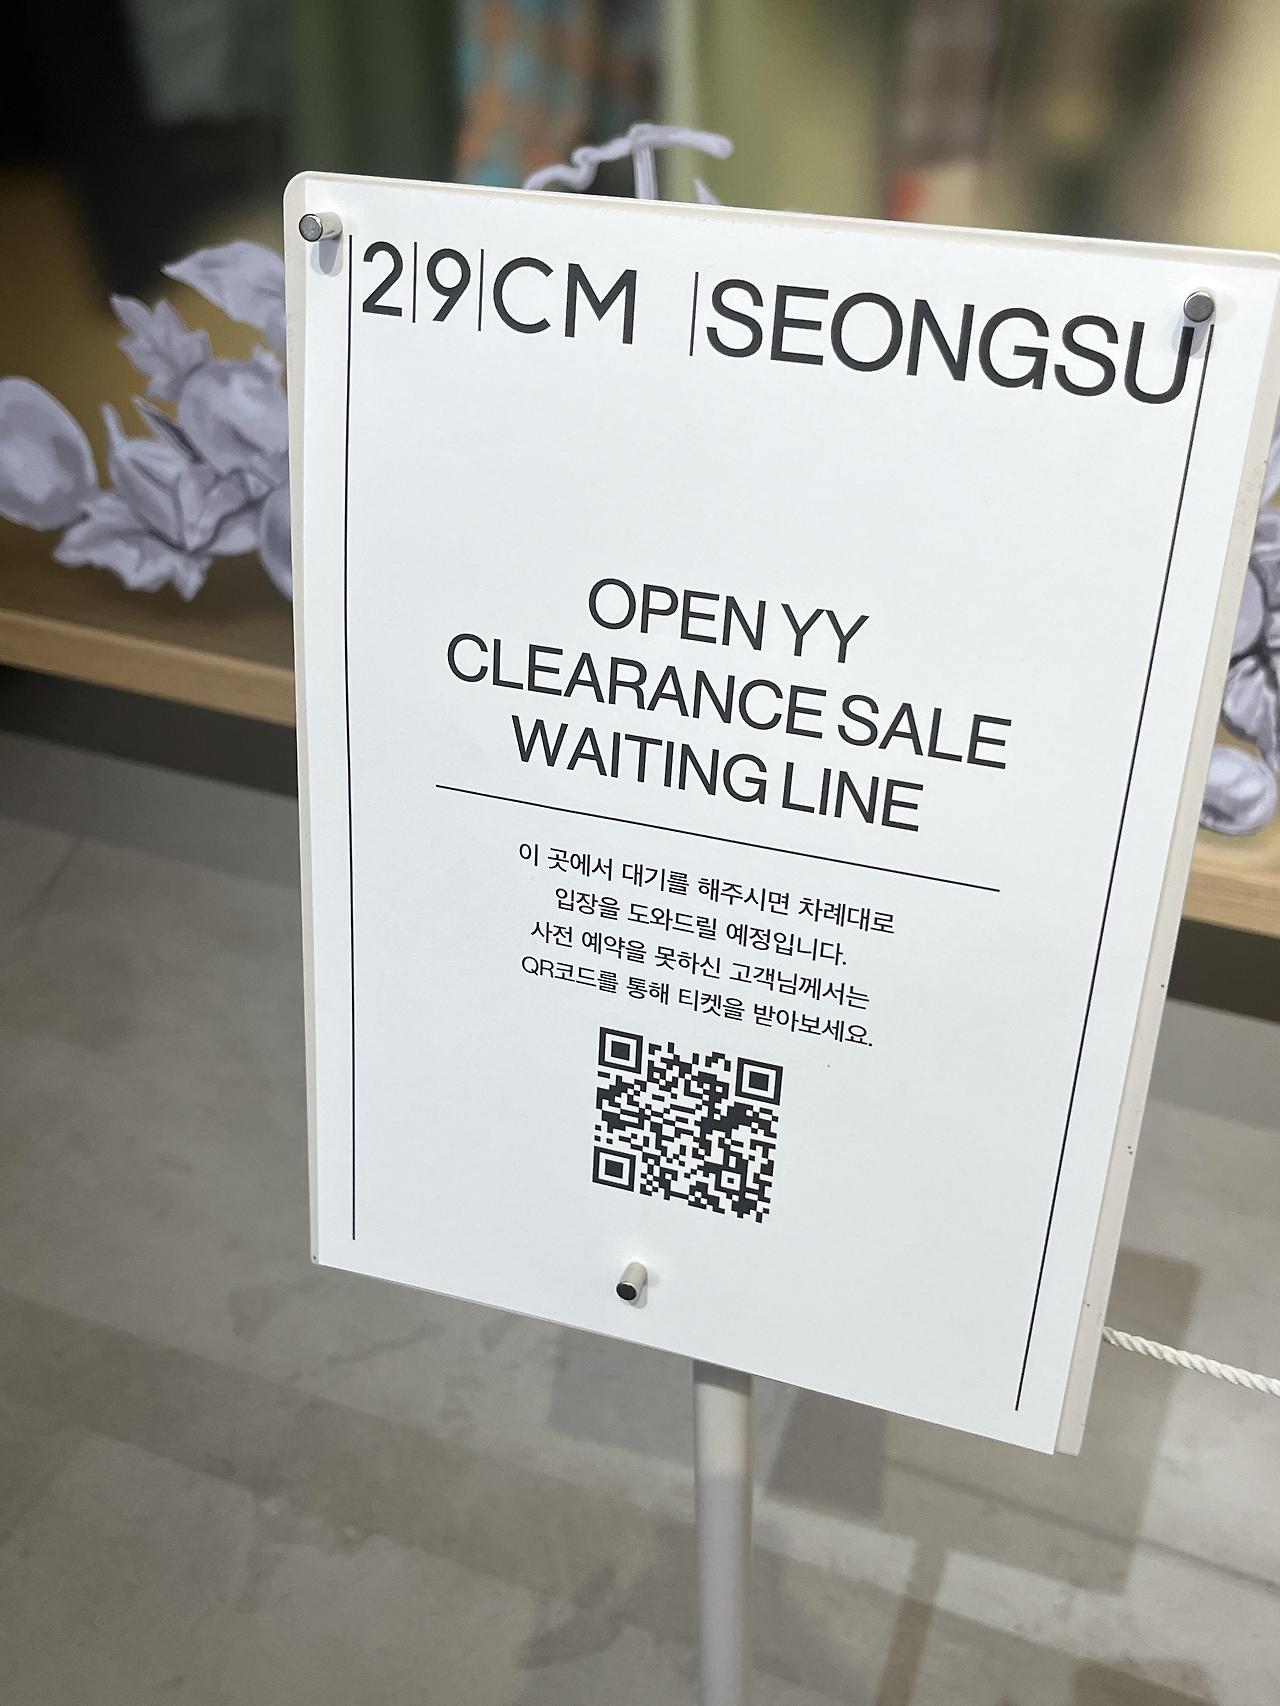 2|9|CM |SEONGSU
OPEN YY
CLEARANCE SALE
WAITING LINE
이 곳에서 대기를 해주시면 차례대로
입장을 도와드릴 예정입니다.
사전 예약을 못하신 고객님께서는
QR코드를 통해 티켓을 받아보세요.